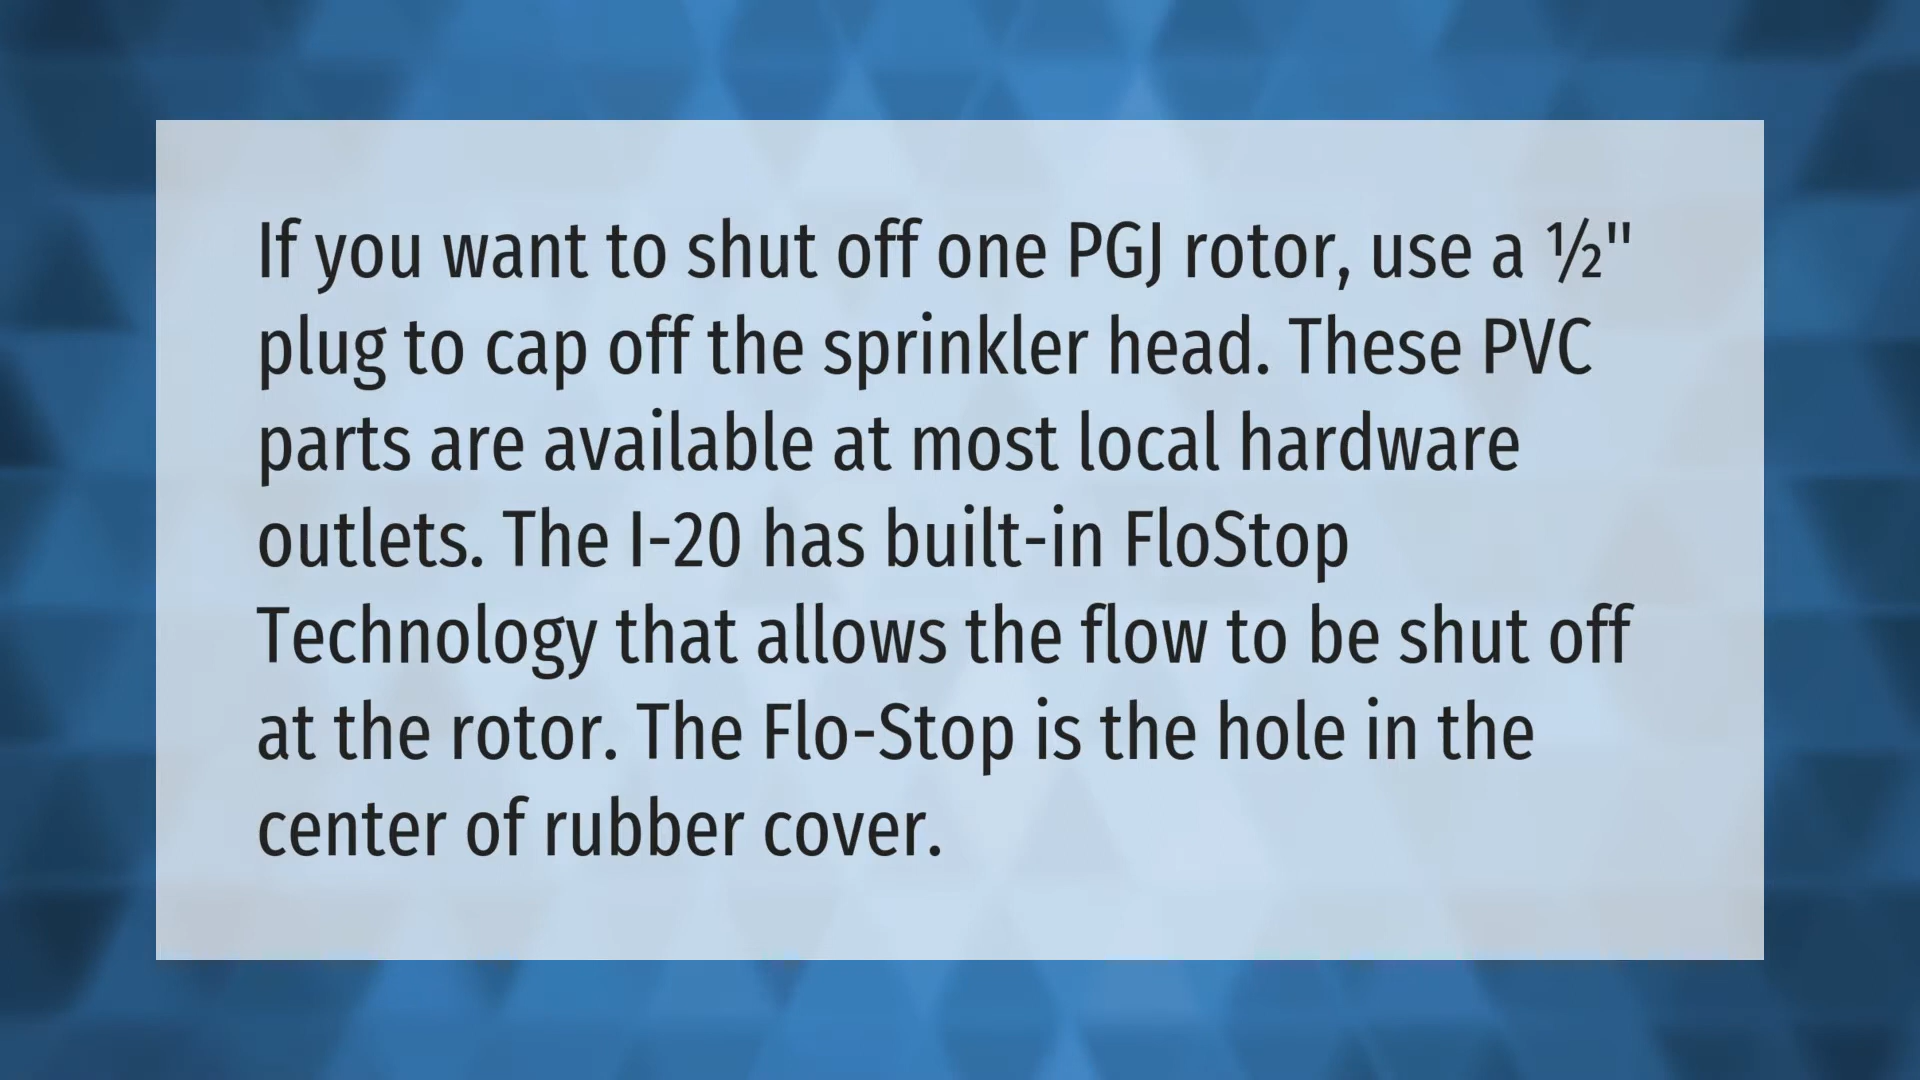 If you want to shut off one PGJ rotor, use a ½"
plug to cap off the sprinkler head. These PVC
parts are available at most local hardware
outlets. The I-20 has built-in FloStop
Technology that allows the flow to be shut off
at the rotor. The Flo-Stop is the hole in the
center of rubber cover.